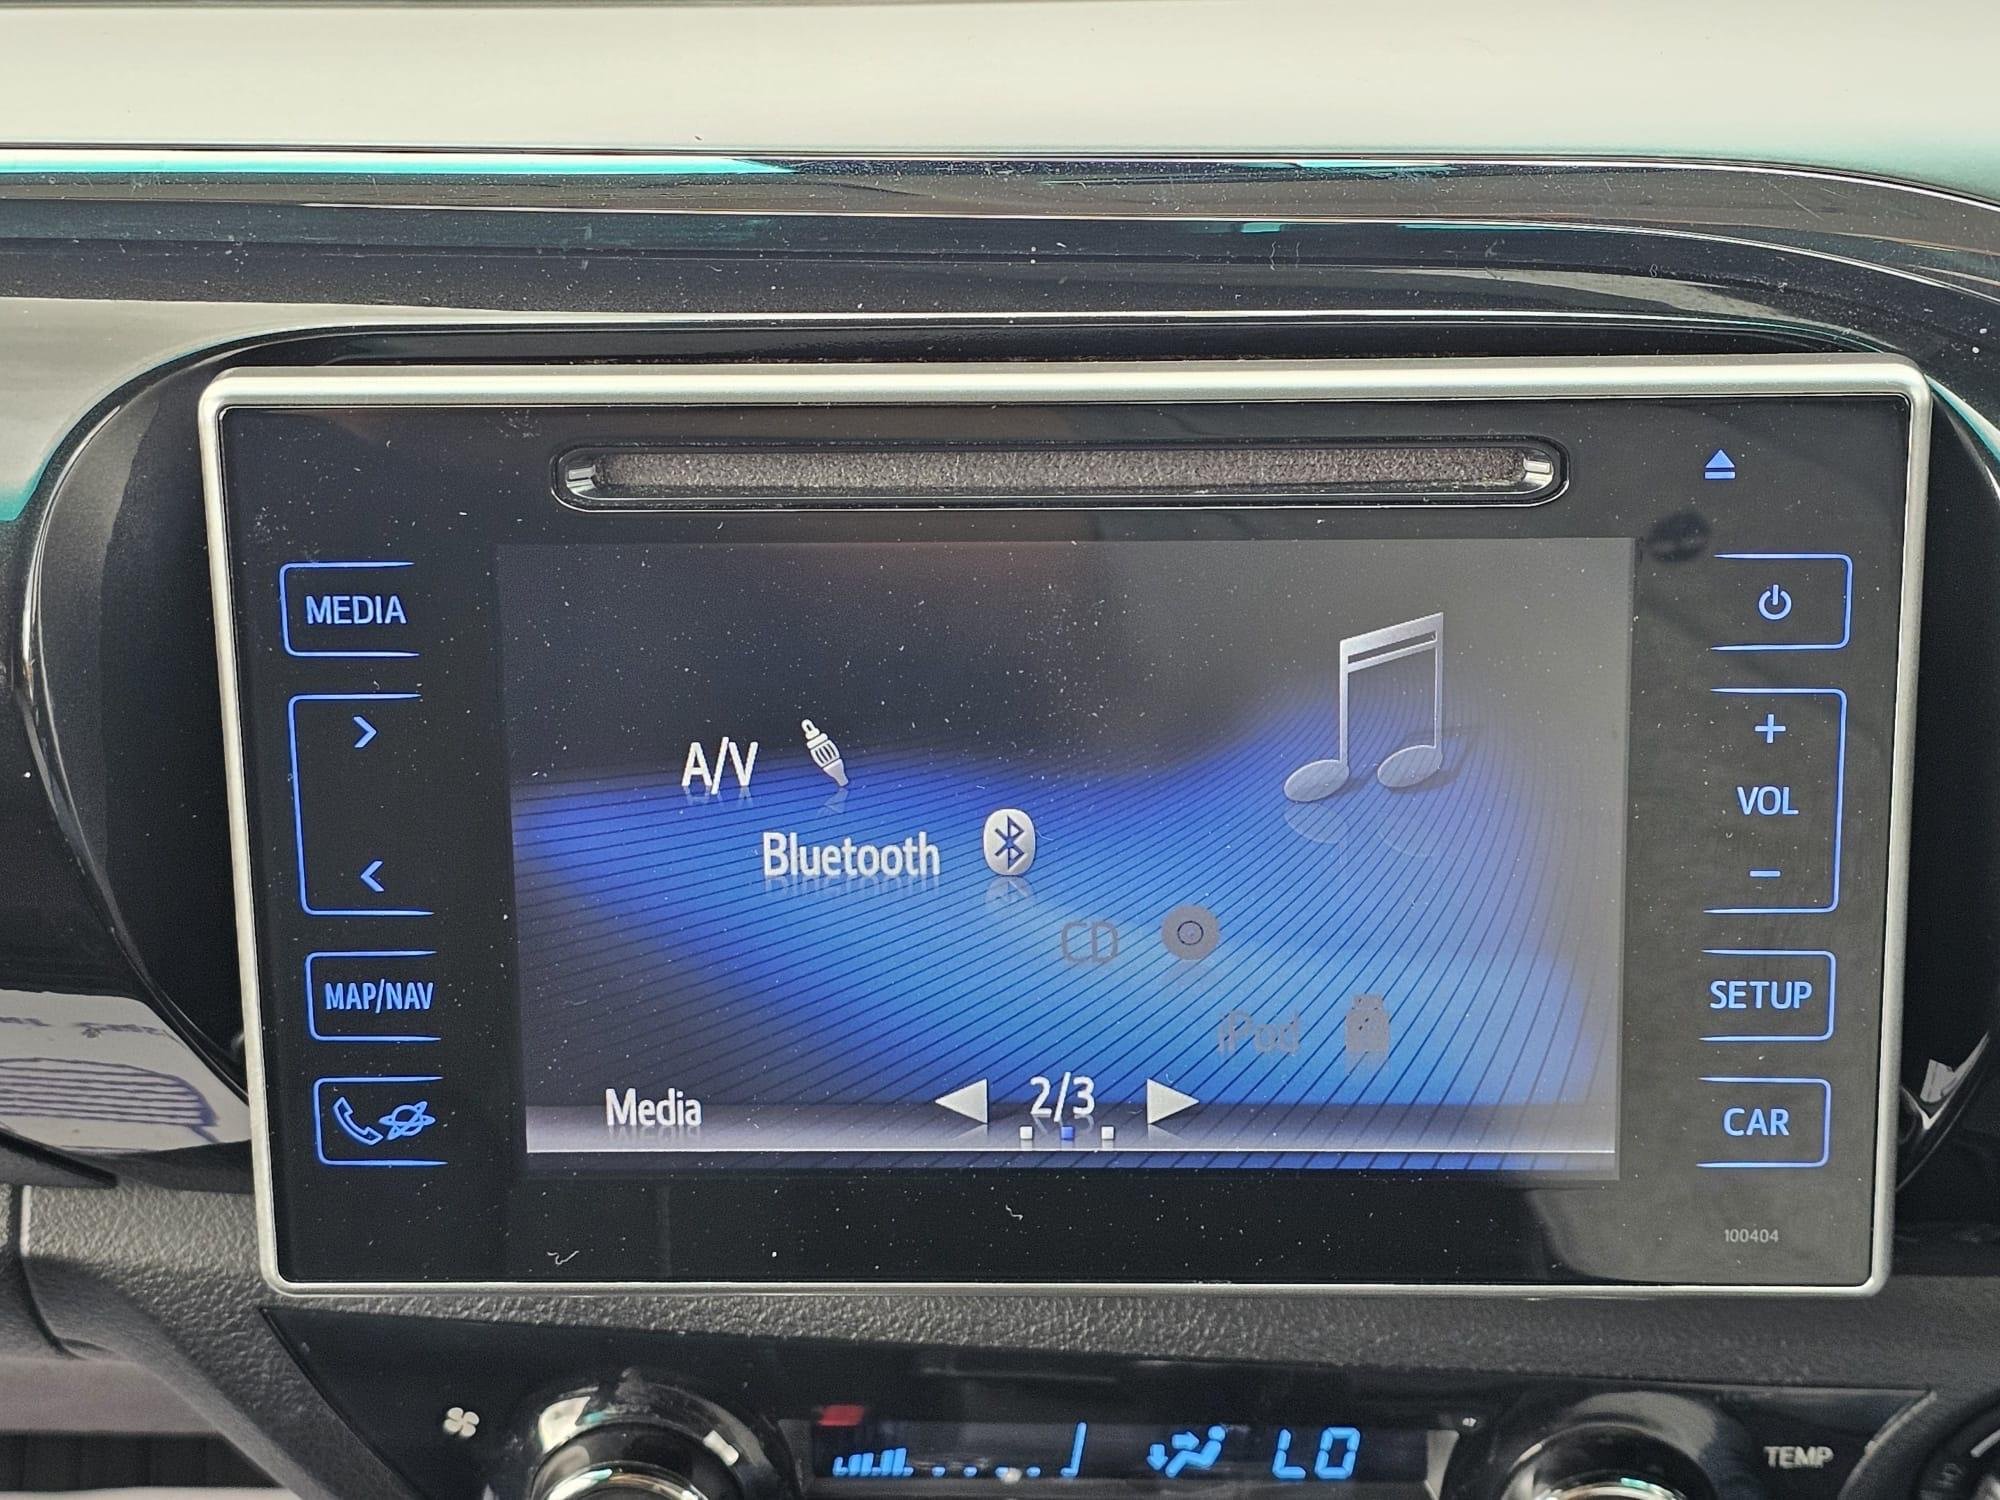 MEDIA
A/V
VOL
Bluetooth
CD
MAP/NAV
SETUP
iPod
Media
2/3
CAR
100404
LO
TEMP